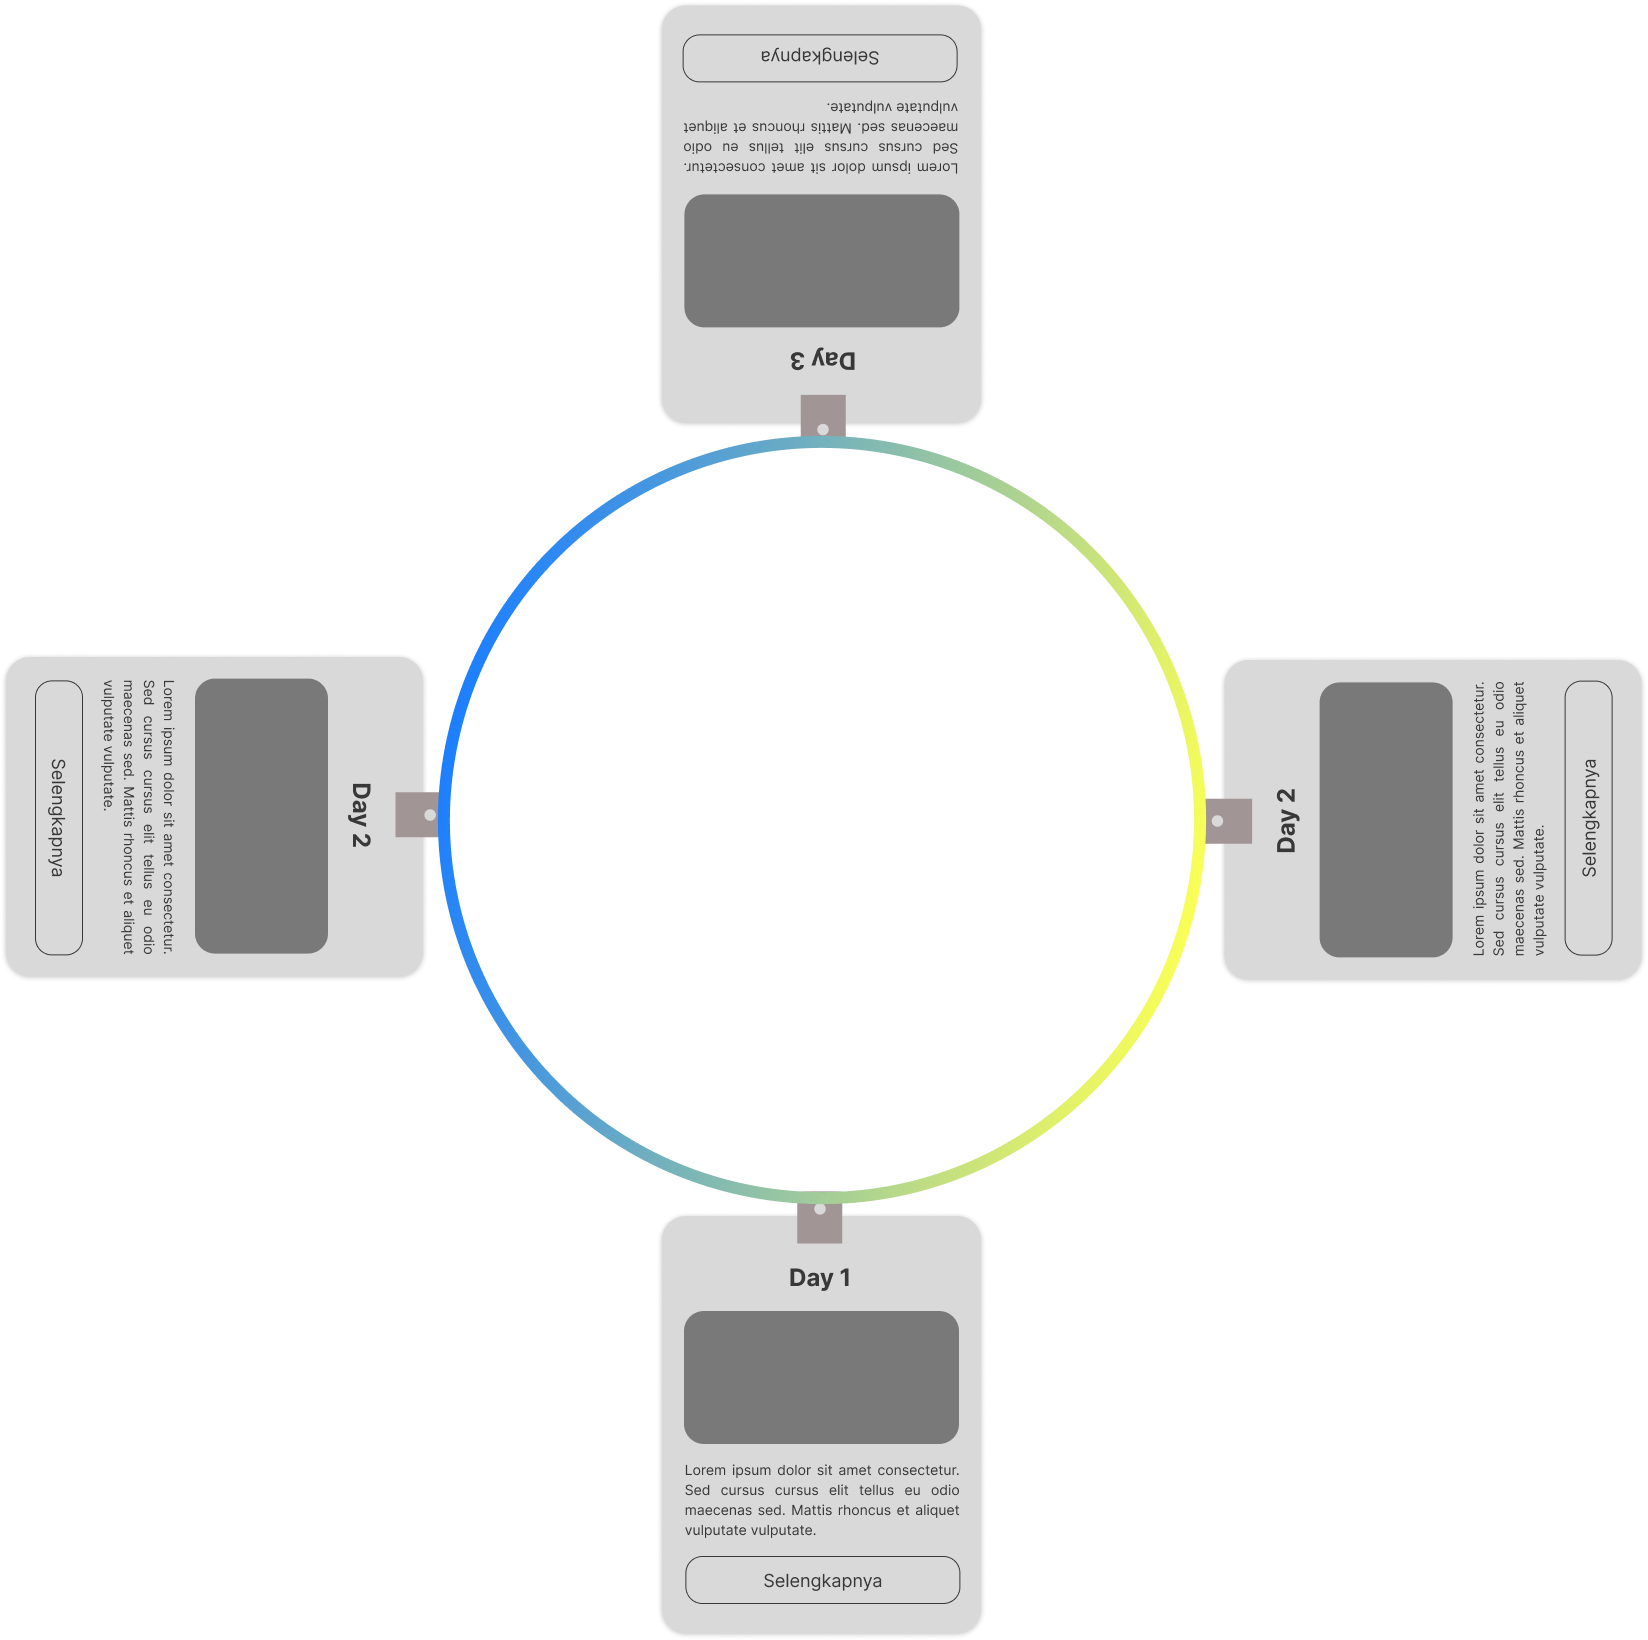 Day 3
Lorem ipsum dolor sit amet consectetur.
Sed cursus cursus elit tellus eu odio
maecenas sed. Mattis rhoncus et aliquet
vulputate vulputate.
Selengkapnya
Day 2
Lorem ipsum dolor sit amet consectetur.
Sed cursus cursus elit tellus eu odio
maecenas sed. Mattis rhoncus et aliquet
vulputate vulputate.
Selengkapnya
Day 2
Lorem ipsum dolor sit amet consectetur.
Sed cursus cursus elit tellus eu odio
maecenas sed. Mattis rhoncus et aliquet
vulputate vulputate.
Selengkapnya
Day 1
Lorem ipsum dolor sit amet consectetur.
Sed cursus cursus elit tellus eu odio
maecenas sed. Mattis rhoncus et aliquet
vulputate vulputate.
Selengkapnya